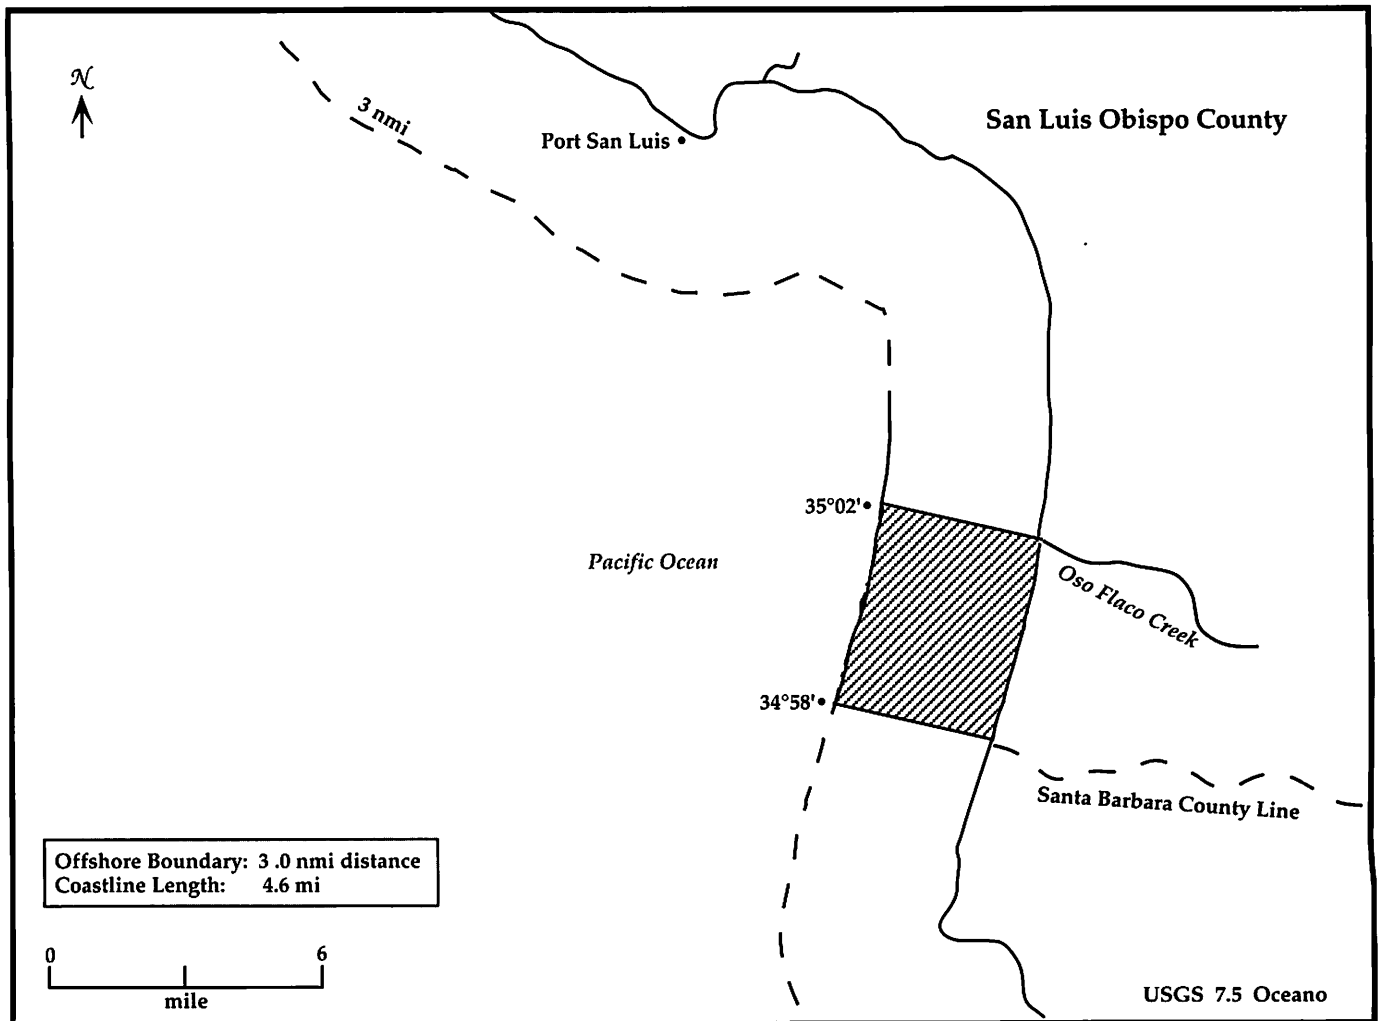 N
3 nmi
San Luis Obispo County
Port San Luis
35°02'
Pacific Ocean
Oso Flaco Creek
34°58'
Santa Barbara County Line
Offshore Boundary: 3 .0 nmi distance
Coastline Length: 4.6 mi
0 6
mile
USGS 7.5 Oceano